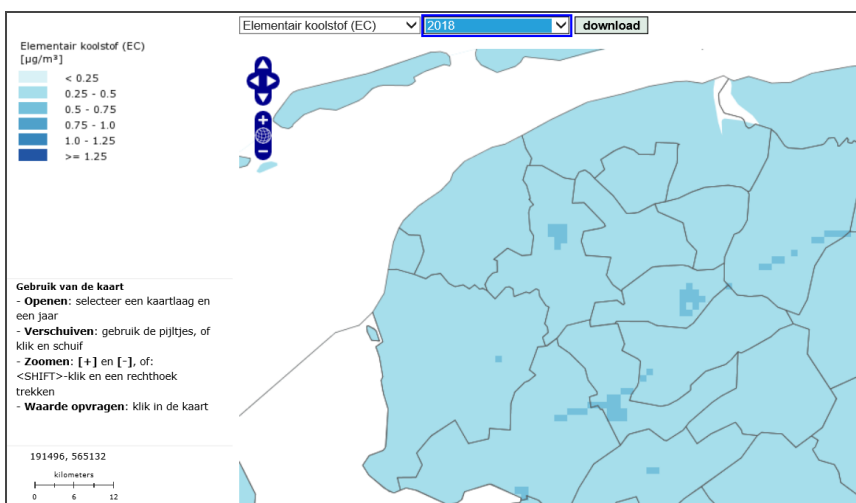 Elementair koolstof (EC) 2018 download
Elementair koolstof (EC)
[µg/m³]
< 0.25
0.25 - 0.5
0.5 - 0.75
0.75 - 1.0
1.0 - 1.25
>= 1.25
Gebruik van de kaart
- Openen: selecteer een kaartlaag en
een jaar
- Verschuiven: gebruik de pijltjes, of
klik en schuif
- Zoomen: [+] en [-], of:
<SHIFT>-klik en een rechthoek
trekken
- Waarde opvragen: klik in de kaart
191496, 565132
kilometers
0 6 12